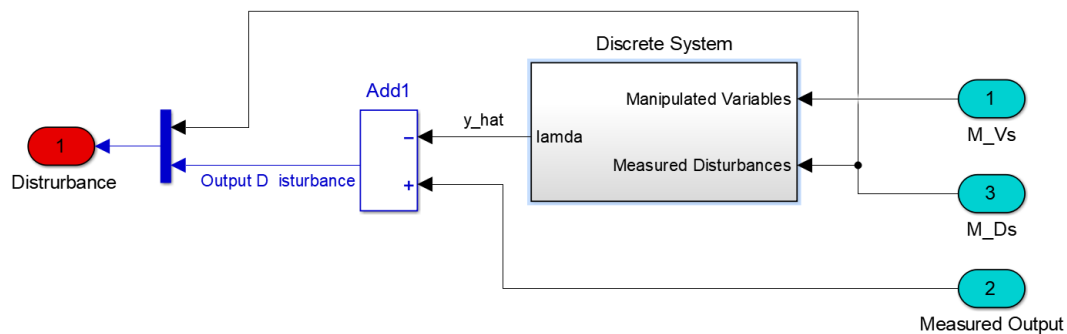 Discrete System
Add1
Manipulated Variables
1
M_Vs
y_hat
lamda
−
1
Distrurbance
Output D isturbance
+
Measured Disturbances
3
M_Ds
2
Measured Output